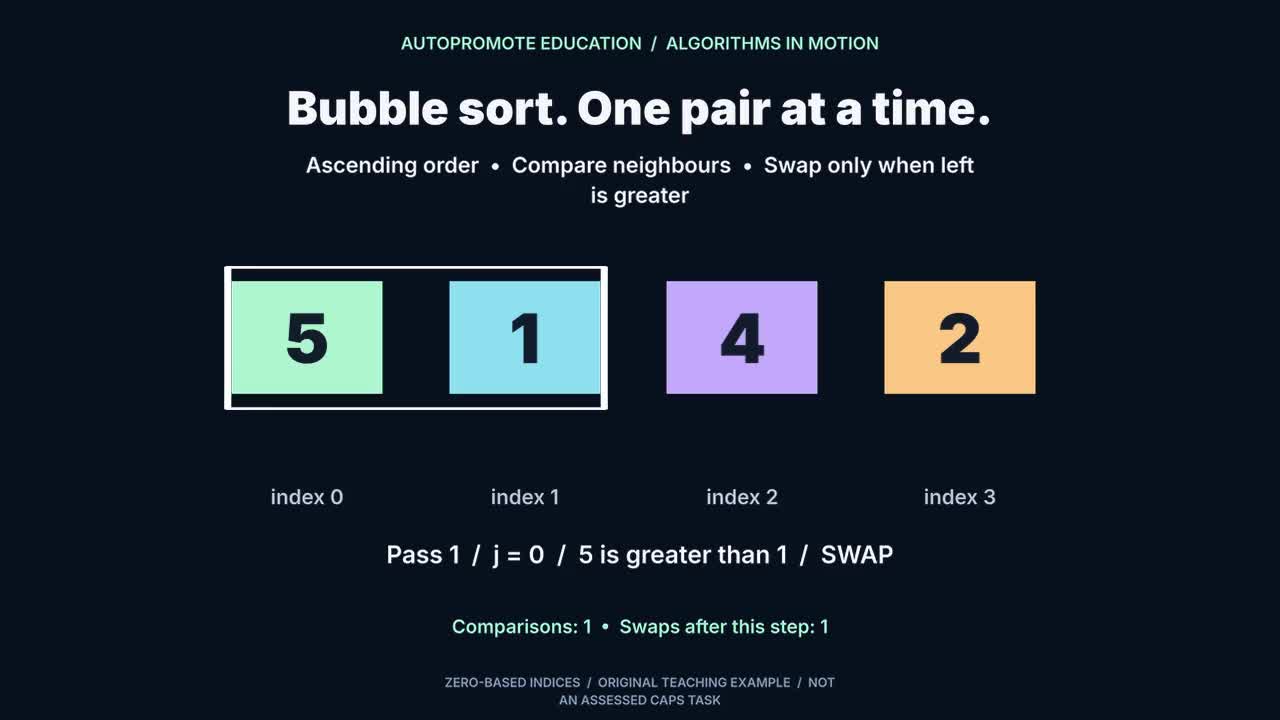 AUTOPROMOTE EDUCATION / ALGORITHMS IN MOTION
Bubble sort. One pair at a time.
Ascending order • Compare neighbours • Swap only when left
is greater
5 1 4 2
index 0 index 1 index 2 index 3
Pass 1 / j = 0 / 5 is greater than 1 / SWAP
Comparisons: 1 • Swaps after this step: 1
ZERO-BASED INDICES / ORIGINAL TEACHING EXAMPLE / NOT
AN ASSESSED CAPS TASK